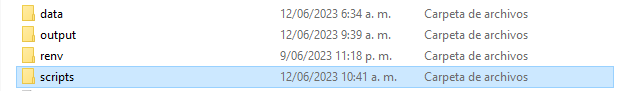 data 12/06/2023 6:34 a. m. Carpeta de archivos
output 12/06/2023 9:39 a. m. Carpeta de archivos
renv 9/06/2023 11:18 p. m. Carpeta de archivos
scripts 12/06/2023 10:41 a. m. Carpeta de archivos